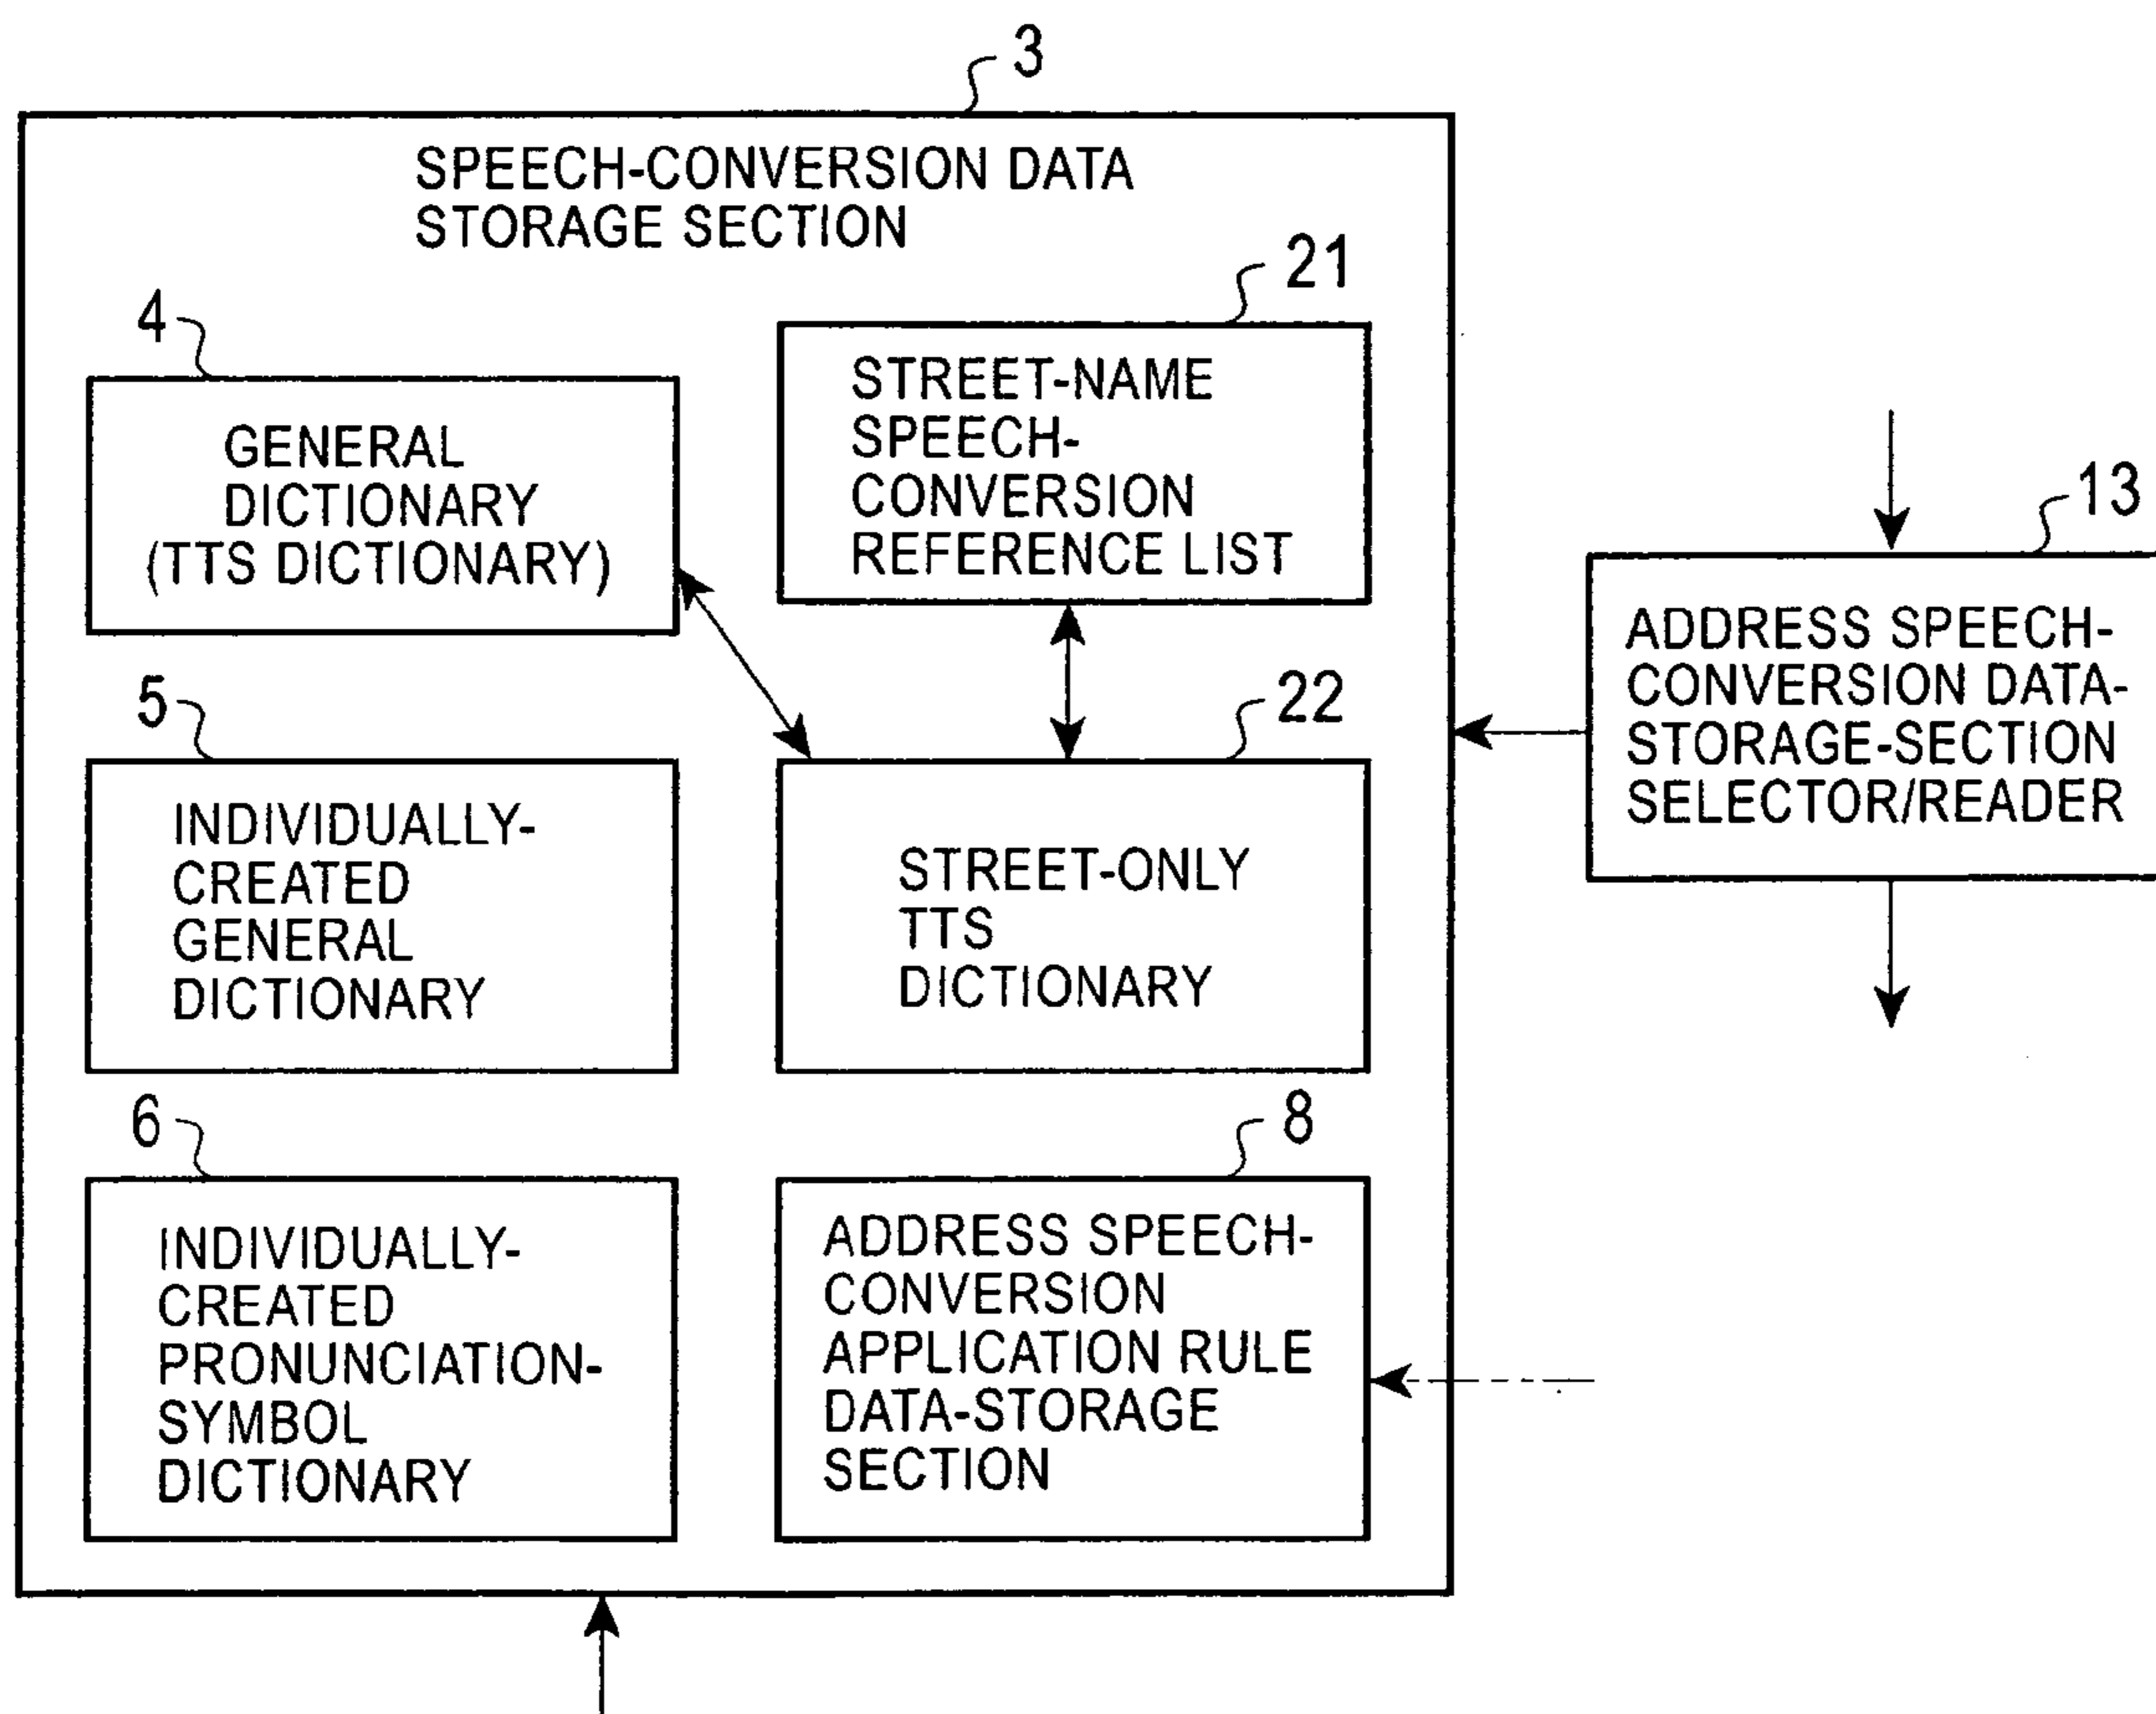 3
SPEECH-CONVERSION DATA
STORAGE SECTION
4
GENERAL
DICTIONARY
(TTS DICTIONARY)
21
STREET-NAME
SPEECH-
CONVERSION
REFERENCE LIST
5
INDIVIDUALLY-
CREATED
GENERAL
DICTIONARY
22
STREET-ONLY
TTS
DICTIONARY
6
INDIVIDUALLY-
CREATED
PRONUNCIATION-
SYMBOL
DICTIONARY
8
ADDRESS SPEECH-
CONVERSION
APPLICATION RULE
DATA-STORAGE
SECTION
13
ADDRESS SPEECH-
CONVERSION DATA-
STORAGE-SECTION
SELECTOR/READER